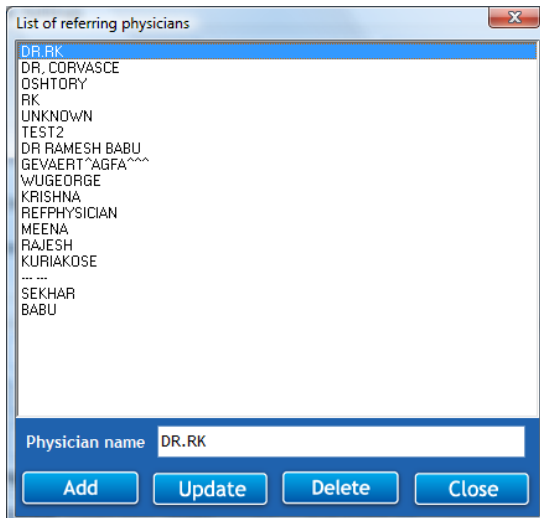 List of referring physicians
DR.RK
DR, CORVASCE
OSHTORY
RK
UNKNOWN
TEST2
DR RAMESH BABU
GEVAERT^AGFA^^^
WUGEORGE
KRISHNA
REFPHYSICIAN
MEENA
RAJESH
KURIAKOSE
--- ---
SEKHAR
BABU
Physician name DR.RK
Add Update Delete Close